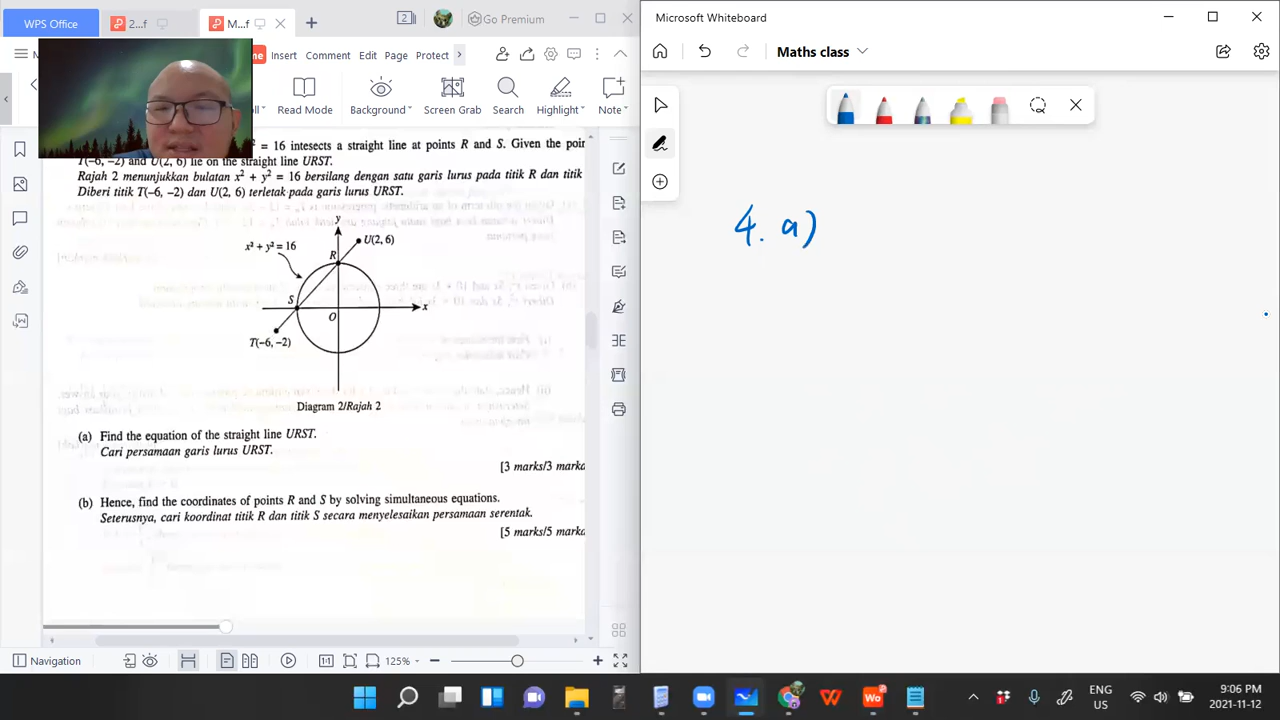 WPS Office
2...f
M...f
2
Go Premium
Microsoft Whiteboard
Insert
Comment
Edit
Page
Protect
Maths class
Read Mode
Background
Screen Grab
Search
Highlight
Note
= 16 intesects a straight line at points R and S. Given the poin
T(–6, –2) and U(2, 6) lie on the straight line URST.
Rajah 2 menunjukkan bulatan x² + y² = 16 bersilang dengan satu garis lurus pada titik R dan titik
Diberi titik T(–6, –2) dan U(2, 6) terletak pada garis lurus URST.
y
U(2, 6)
x² + y² = 16
R
S
x
O
T(–6, –2)
Diagram 2/Rajah 2
(a) Find the equation of the straight line URST.
Cari persamaan garis lurus URST.
[3 marks/3 marka
(b) Hence, find the coordinates of points R and S by solving simultaneous equations.
Seterusnya, cari koordinat titik R dan titik S secara menyelesaikan persamaan serentak.
[5 marks/5 marka
4. a)
Navigation
1:1
125%
ENG
US
9:06 PM
2021-11-12